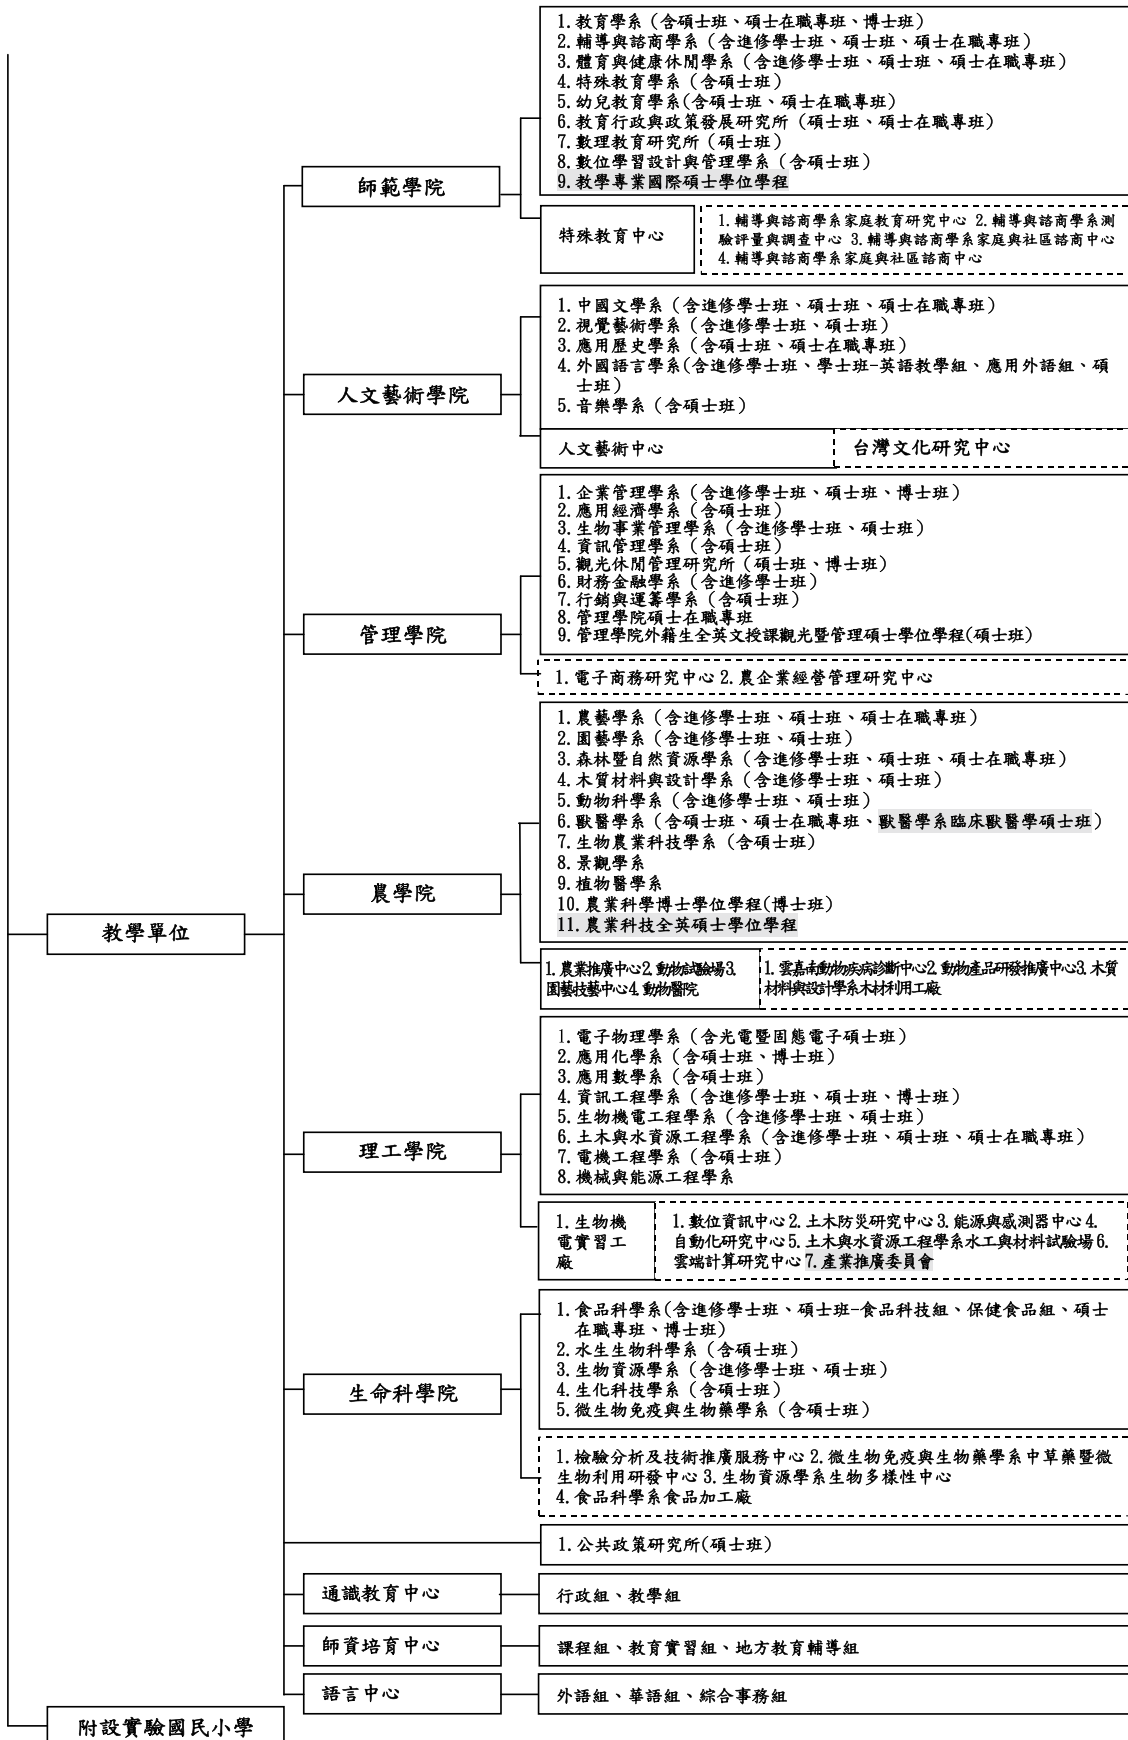 1.教育學系（含碩士班、碩士在職專班、博士班）
2.輔導與諮商學系（含進修學士班、碩士班、碩士在職專班）
3.體育與健康休閒學系（含進修學士班、碩士班、碩士在職專班）
4.特殊教育學系（含碩士班）
5.幼兒教育學系(含碩士班、碩士在職專班）
6.教育行政與政策發展研究所（碩士班、碩士在職專班）
7.數理教育研究所（碩士班）
8.數位學習設計與管理學系（含碩士班）
9.教學專業國際碩士學位學程
師範學院
特殊教育中心
1.輔導與諮商學系家庭教育研究中心 2.輔導與諮商學系測
驗評量與調查中心 3.輔導與諮商學系家庭與社區諮商中心
4.輔導與諮商學系家庭與社區諮商中心
1.中國文學系（含進修學士班、碩士班、碩士在職專班）
2.視覺藝術學系（含進修學士班、碩士班）
3.應用歷史學系（含碩士班、碩士在職專班）
4.外國語言學系(含進修學士班、學士班-英語教學組、應用外語組、碩
士班）
5.音樂學系（含碩士班）
人文藝術學院
人文藝術中心
台灣文化研究中心
1.企業管理學系（含進修學士班、碩士班、博士班）
2.應用經濟學系（含碩士班）
3.生物事業管理學系（含進修學士班、碩士班）
4.資訊管理學系（含碩士班）
5.觀光休閒管理研究所（碩士班、博士班）
6.財務金融學系（含進修學士班）
7.行銷與運籌學系（含碩士班）
8.管理學院碩士在職專班
9.管理學院外籍生全英文授課觀光暨管理碩士學位學程(碩士班）
管理學院
1.電子商務研究中心 2.農企業經營管理研究中心
1.農藝學系（含進修學士班、碩士班、碩士在職專班）
2.園藝學系（含進修學士班、碩士班）
3.森林暨自然資源學系（含進修學士班、碩士班、碩士在職專班）
4.木質材料與設計學系（含進修學士班、碩士班）
5.動物科學系（含進修學士班、碩士班）
6.獸醫學系（含碩士班、碩士在職專班、獸醫學系臨床獸醫學碩士班）
7.生物農業科技學系（含碩士班）
8.景觀學系
9.植物醫學系
10.農業科學博士學位學程(博士班）
11.農業科技全英碩士學位學程
農學院
教學單位
1.農業推廣中心2.動物試驗場3.
園藝技藝中心4.動物醫院
1.雲嘉南動物疾病診斷中心2.動物產品研發推廣中心3.木質
材料與設計學系木材利用工廠
1.電子物理學系（含光電暨固態電子碩士班）
2.應用化學系（含碩士班、博士班）
3.應用數學系（含碩士班）
4.資訊工程學系（含進修學士班、碩士班、博士班）
5.生物機電工程學系（含進修學士班、碩士班）
6.土木與水資源工程學系（含進修學士班、碩士班、碩士在職專班）
7.電機工程學系（含碩士班）
8.機械與能源工程學系
理工學院
1.生物機
電實習工
廠
1.數位資訊中心2.土木防災研究中心3.能源與感測器中心4.
自動化研究中心5.土木與水資源工程學系水工與材料試驗場6.
雲端計算研究中心7.產業推廣委員會
1.食品科學系(含進修學士班、碩士班-食品科技組、保健食品組、碩士
在職專班、博士班)
2.水生生物科學系（含碩士班）
3.生物資源學系（含進修學士班、碩士班）
4.生化科技學系（含碩士班）
5.微生物免疫與生物藥學系（含碩士班）
生命科學院
1.檢驗分析及技術推廣服務中心 2.微生物免疫與生物藥學系中草藥暨微
生物利用研發中心 3.生物資源學系生物多樣性中心
4.食品科學系食品加工廠
1.公共政策研究所(碩士班）
通識教育中心
行政組、教學組
師資培育中心
課程組、教育實習組、地方教育輔導組
語言中心
外語組、華語組、綜合事務組
附設實驗國民小學